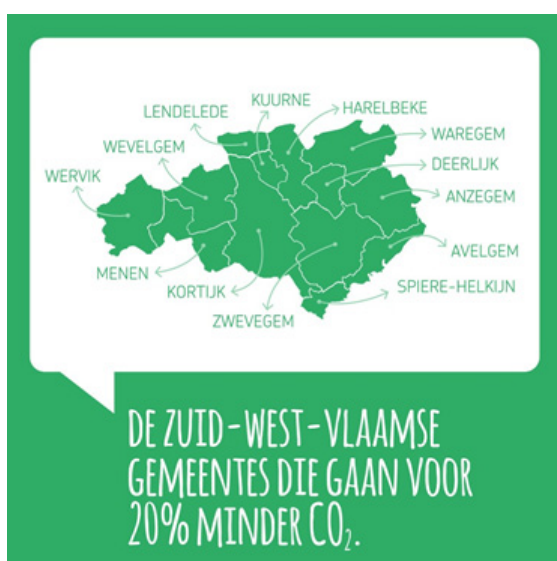 KUURNE
LENDELEDE
HARELBEKE
WAREGEM
WEVELGEM
DEERLIJK
WERVIK
ANZEGEM
AVELGEM
MENEN
SPIERE-HELKIJN
KORTIJK
ZWEVEGEM
DE ZUID-WEST-VLAAMSE
GEMEENTES DIE GAAN VOOR
20% MINDER CO₂.